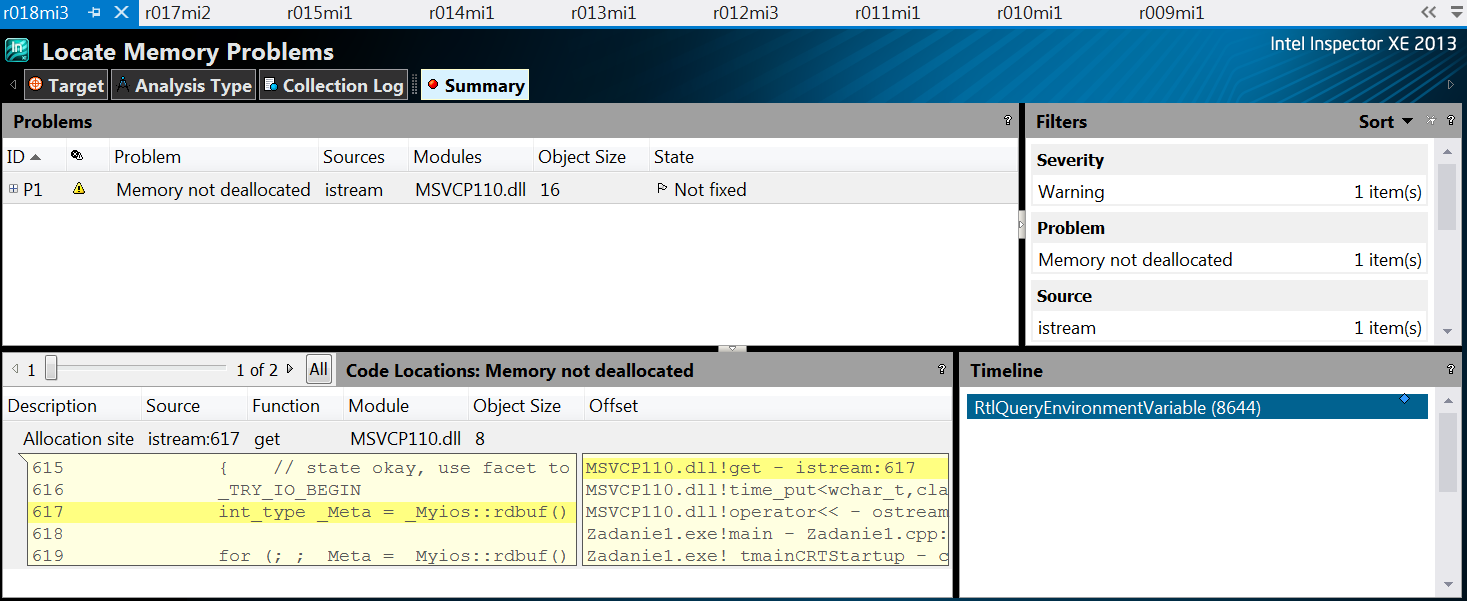 r018mi3 r017mi2 r015mi1 r014mi1 r013mi1 r012mi3 r011mi1 r010mi1 r009mi1
Locate Memory Problems
Intel Inspector XE 2013
Target Analysis Type Collection Log Summary
Problems ?
Filters Sort ?
ID Problem Sources Modules Object Size State
P1 Memory not deallocated istream MSVCP110.dll 16 Not fixed
Severity
Warning 1 item(s)
Problem
Memory not deallocated 1 item(s)
Source
istream 1 item(s)
1 1 of 2 All Code Locations: Memory not deallocated ?
Timeline ?
Description Source Function Module Object Size Offset
Allocation site istream:617 get MSVCP110.dll 8
615 { // state okay, use facet to
616 _TRY_IO_BEGIN
617 int_type _Meta = _Myios::rdbuf()
618
619 for (; ; _Meta = _Myios::rdbuf()
MSVCP110.dll!get - istream:617
MSVCP110.dll!time_put<wchar_t,cla
MSVCP110.dll!operator<< - ostream
Zadanie1.exe!main - Zadanie1.cpp:
Zadanie1.exe!_tmainCRTStartup - c
RtlQueryEnvironmentVariable (8644)